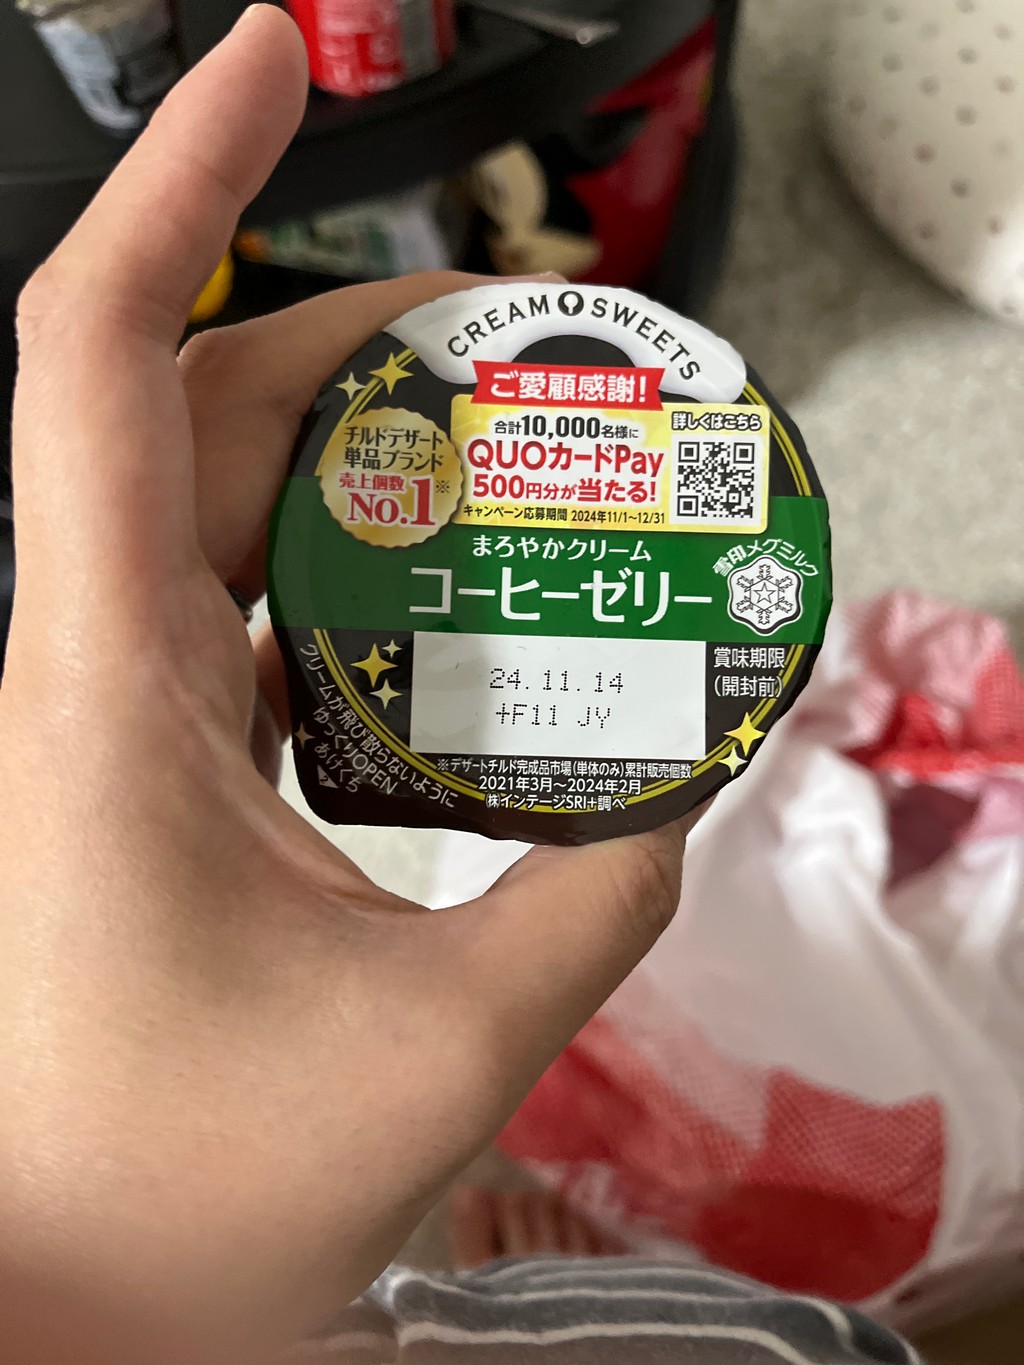 CREAM SWEETS
ご愛顧感謝!
チルドデザート
単品ブランド
売上個数
No.1※
合計10,000名様に
QUOカードPay
500円分が当たる!
キャンペーン応募期間 2024年11/1~12/31
詳しくはこちら
まろやかクリーム
コーヒーゼリー
雪印メグミルク
賞味期限
(開封前)
24.11.14
+F11 JY
※デザートチルド完成品市場(単体のみ)累計販売個数
2021年3月~2024年2月
㈱インテージSRI+調べ
クリームが飛び散らないように
ゆっくりOPEN
あけくち
2